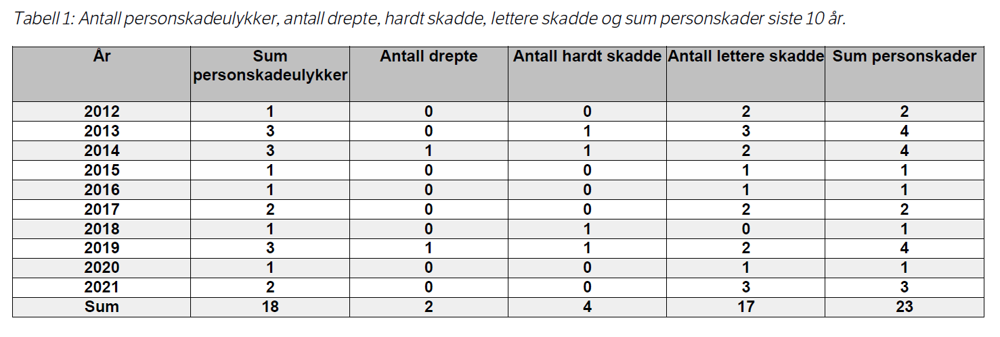 Tabell 1: Antall personskadeulykker, antall drepte, hardt skadde, lettere skadde og sum personskader siste 10 år.
År Sum personskadeulykker Antall drepte Antall hardt skadde Antall lettere skadde Sum personskader
2012 1 0 0 2 2
2013 3 0 1 3 4
2014 3 1 1 2 4
2015 1 0 0 1 1
2016 1 0 0 1 1
2017 2 0 0 2 2
2018 1 0 1 0 1
2019 3 1 1 2 4
2020 1 0 0 1 1
2021 2 0 0 3 3
Sum 18 2 4 17 23